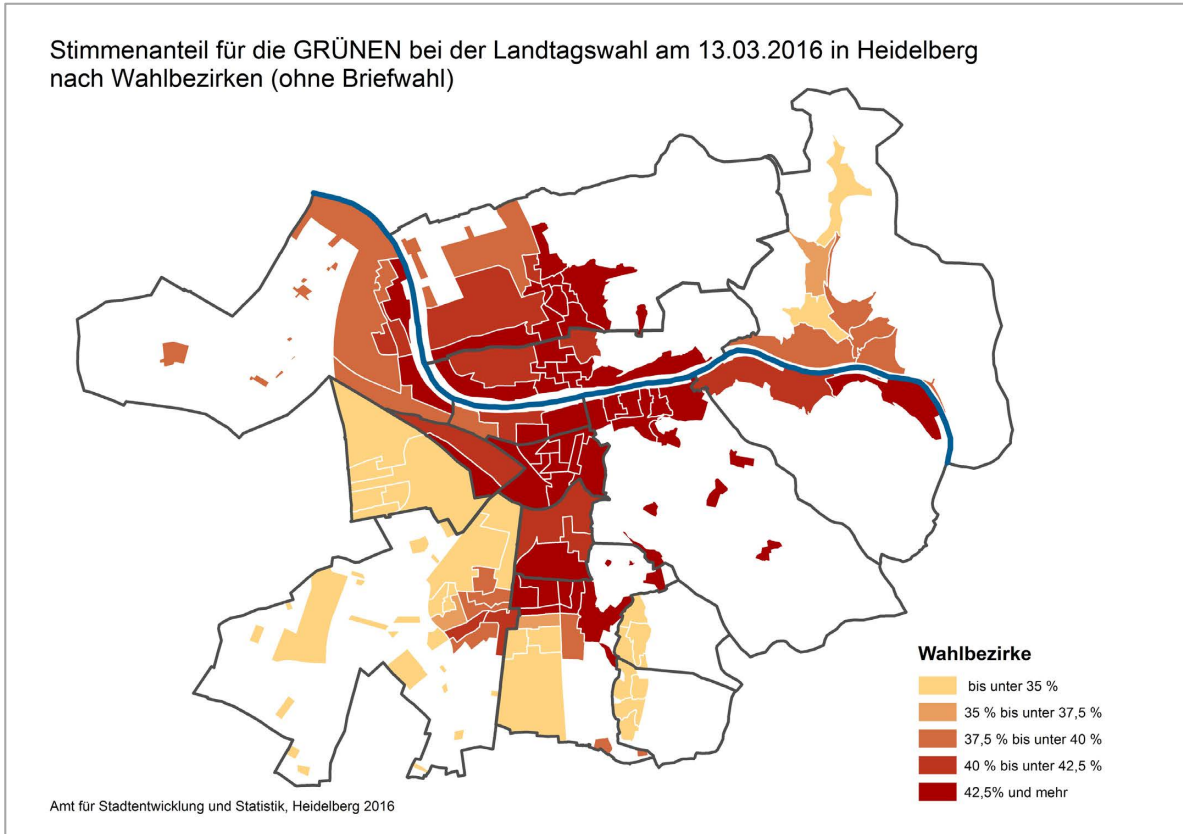 Stimmenanteil für die GRÜNEN bei der Landtagswahl am 13.03.2016 in Heidelberg
nach Wahlbezirken (ohne Briefwahl)
Wahlbezirke
bis unter 35 %
35 % bis unter 37,5 %
37,5 % bis unter 40 %
40 % bis unter 42,5 %
42,5% und mehr
Amt für Stadtentwicklung und Statistik, Heidelberg 2016